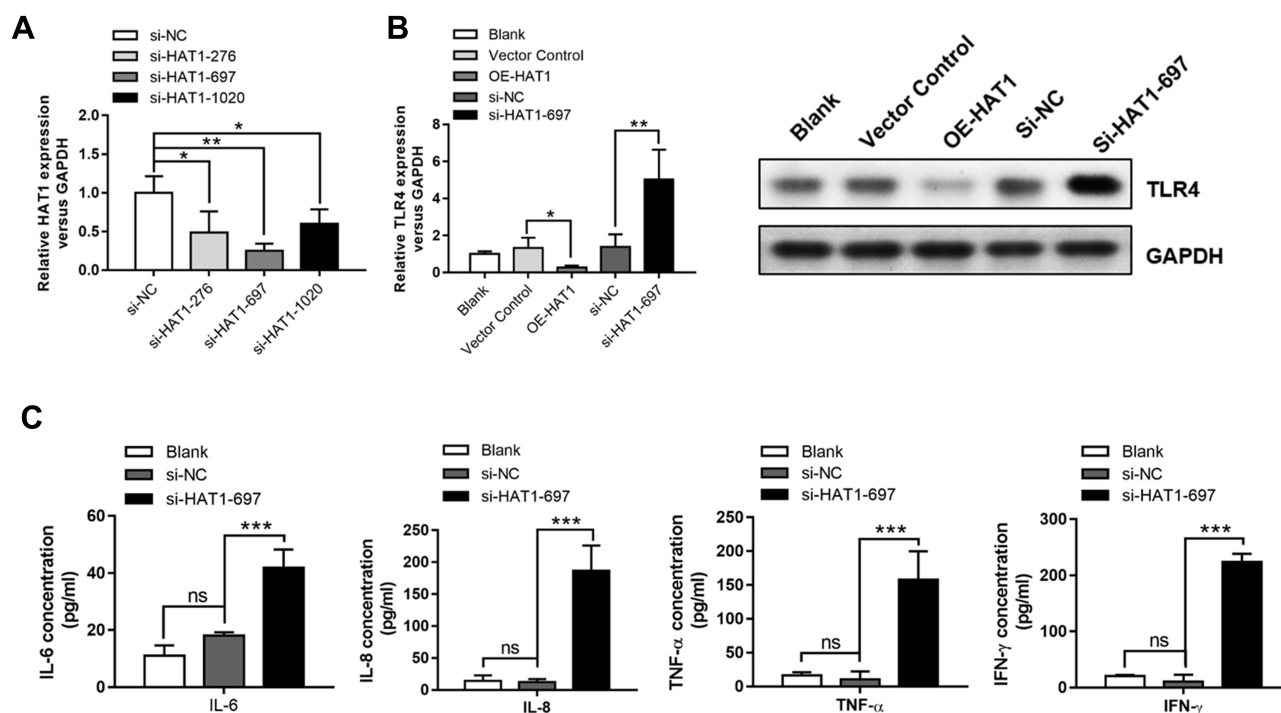 A
si-NC
si-HAT1-276
si-HAT1-697
si-HAT1-1020
Relative HAT1 expression
versus GAPDH
1.0
1.5
2.0
0.5
0.0
*
**
*
si-NC
si-HAT1-276
si-HAT1-697
si-HAT1-1020
B
Blank
Vector Control
OE-HAT1
si-NC
si-HAT1-697
Relative TLR4 expression
versus GAPDH
8
6
4
2
0
*
**
Blank
Vector Control
OE-HAT1
si-NC
si-HAT1-697
Blank
Vector Control
OE-HAT1
Si-NC
Si-HAT1-697
TLR4
GAPDH
C
Blank
si-NC
si-HAT1-697
IL-6 concentration
(pg/ml)
60
40
20
0
ns
***
IL-6
Blank
si-NC
si-HAT1-697
IL-8 concentration
(pg/ml)
250
200
150
100
50
0
ns
***
IL-8
Blank
si-NC
si-HAT1-697
TNF-α concentration
(pg/ml)
250
200
150
100
50
0
ns
***
TNF-α
Blank
si-NC
si-HAT1-697
IFN-γ concentration
(pg/ml)
300
200
100
0
ns
***
IFN-γ